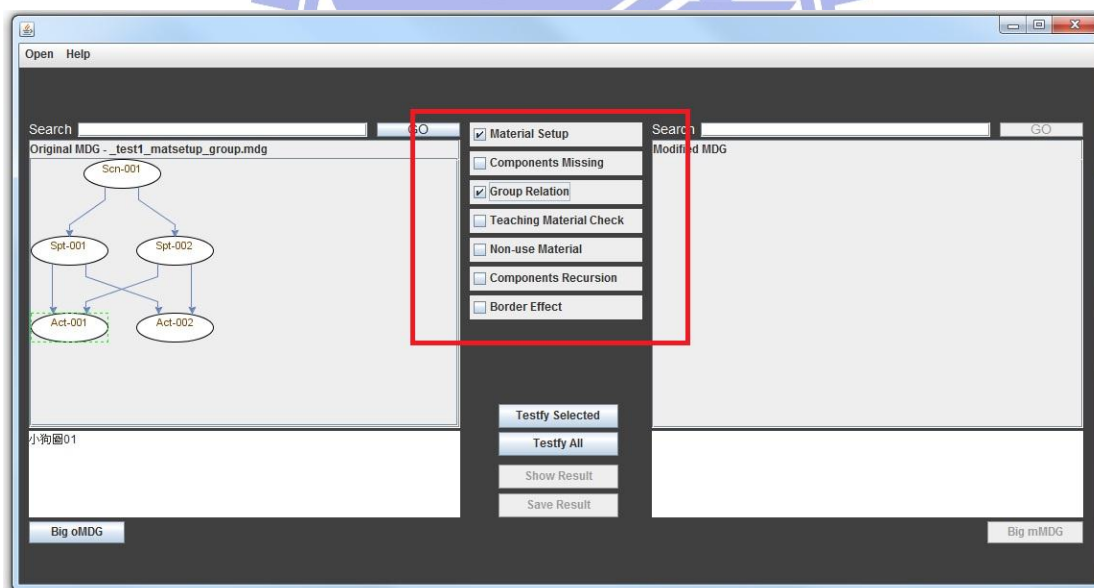 Open Help
Search GO
Original MDG - _test1_matsetup_group.mdg
Scn-001
Spt-001 Spt-002
Act-001 Act-002
小狗圈01
Big oMDG
Material Setup
Components Missing
Group Relation
Teaching Material Check
Non-use Material
Components Recursion
Border Effect
Testfy Selected
Testfy All
Show Result
Save Result
Search GO
Modified MDG
Big mMDG